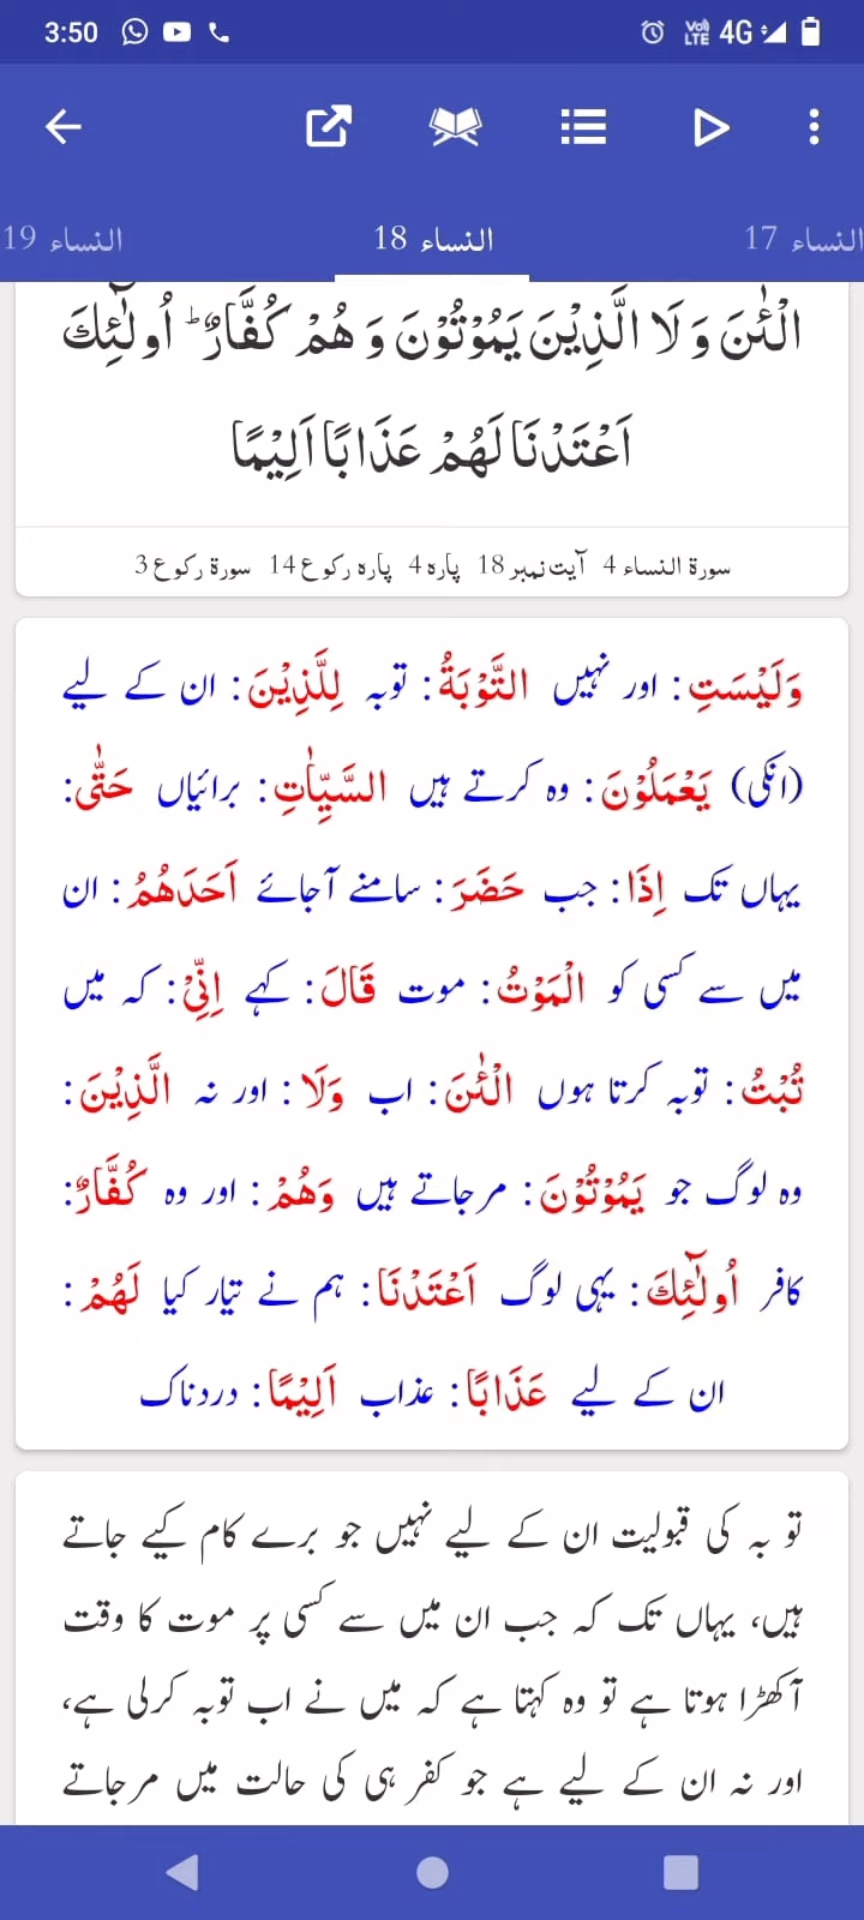 3:50 4G
VoLTE
النساء 17 النساء 18 النساء 19
الْئٰنَ وَ لَا الَّذِیْنَ یَمُوْتُوْنَ وَ هُمْ كُفَّارٌ ؕ اُولٰٓئِكَ
اَعْتَدْنَا لَهُمْ عَذَابًا اَلِیْمًا
سورۃ النساء 4 آیت نمبر 18 پارہ 4 پارہ رکوع 14 سورۃ رکوع 3
وَلَیْسَتِ : اور نہیں التَّوْبَةُ : توبہ لِلَّذِیْنَ : ان کے لیے
(انکی) یَعْمَلُوْنَ : وہ کرتے ہیں السَّیِّاٰتِ : برائیاں حَتّٰى :
یہاں تک اِذَا : جب حَضَرَ : سامنے آجائے اَحَدَهُمُ : ان
میں سے کسی کو الْمَوْتُ : موت قَالَ : کہے اِنِّیْ : کہ میں
تُبْتُ : توبہ کرتا ہوں الْئٰنَ : اب وَلَا : اور نہ الَّذِیْنَ :
وہ لوگ جو یَمُوْتُوْنَ : مرجاتے ہیں وَهُمْ : اور وہ كُفَّارٌ :
کافر اُولٰٓئِكَ : یہی لوگ اَعْتَدْنَا : ہم نے تیار کیا لَهُمْ :
ان کے لیے عَذَابًا : عذاب اَلِیْمًا : دردناک
تو بہ کی قبولیت ان کے لیے نہیں جو برے کام کیے جاتے
ہیں، یہاں تک کہ جب ان میں سے کسی پر موت کا وقت
آکھڑا ہوتا ہے تو وہ کہتا ہے کہ میں نے اب توبہ کرلی ہے،
اور نہ ان کے لیے ہے جو کفر ہی کی حالت میں مرجاتے